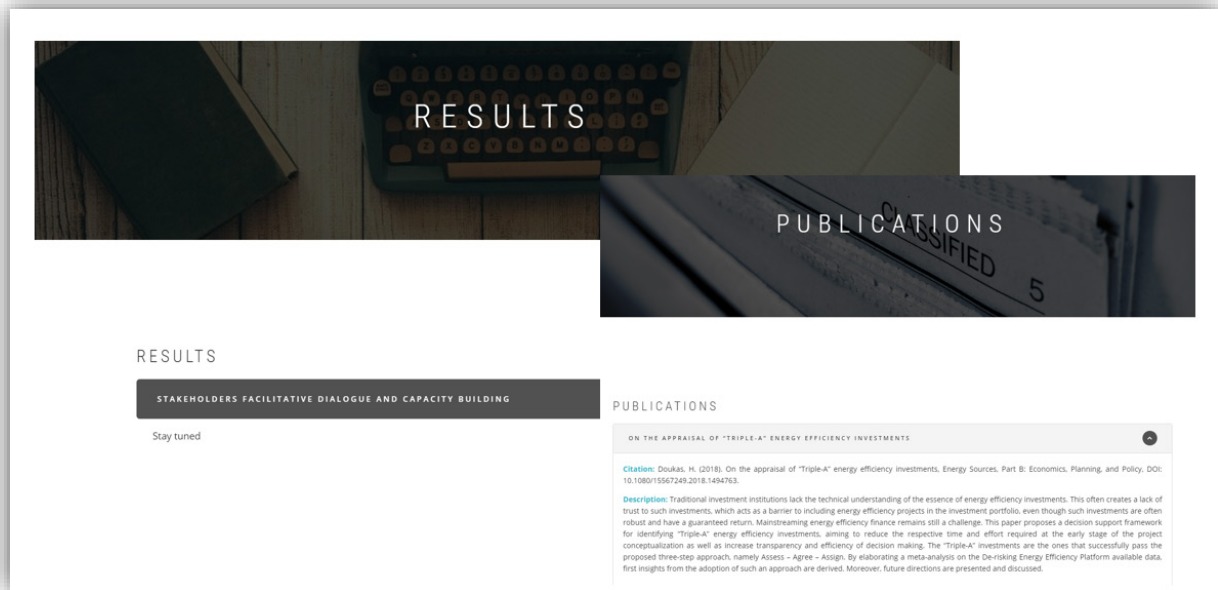 RESULTS
PUBLICATIONS
CLASSIFIED
5
RESULTS
STAKEHOLDERS FACILITATIVE DIALOGUE AND CAPACITY BUILDING
Stay tuned
PUBLICATIONS
ON THE APPRAISAL OF "TRIPLE-A" ENERGY EFFICIENCY INVESTMENTS
Citation: Doukas, H. (2018). On the appraisal of "Triple-A" energy efficiency investments, Energy Sources, Part B: Economics, Planning, and Policy, DOI:
10.1080/15567249.2018.1494763.
Description: Traditional investment institutions lack the technical understanding of the essence of energy efficiency investments. This often creates a lack of
trust to such investments, which acts as a barrier to including energy efficiency projects in the investment portfolio, even though such investments are often
robust and have a guaranteed return. Mainstreaming energy efficiency finance remains still a challenge. This paper proposes a decision support framework
for identifying "Triple-A" energy efficiency investments, aiming to reduce the respective time and effort required at the early stage of the project
conceptualization as well as increase transparency and efficiency of decision making. The "Triple-A" investments are the ones that successfully pass the
proposed three-step approach, namely Assess – Agree – Assign. By elaborating a meta-analysis on the De-risking Energy Efficiency Platform available data,
first insights from the adoption of such an approach are derived. Moreover, future directions are presented and discussed.